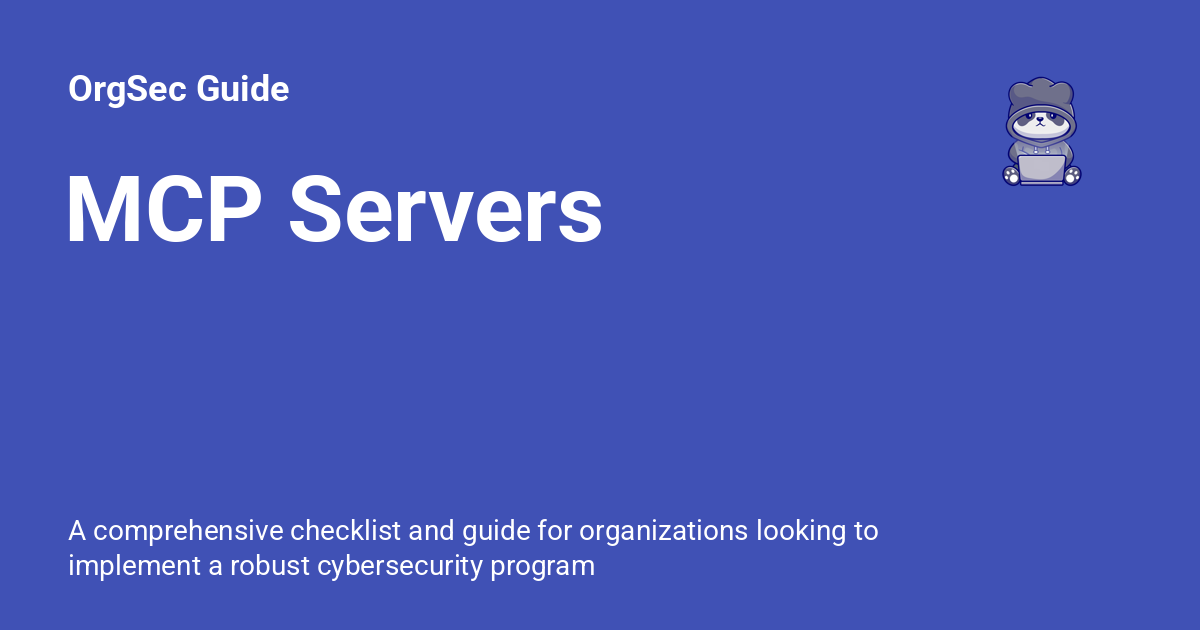 OrgSec Guide
MCP Servers
A comprehensive checklist and guide for organizations looking to
implement a robust cybersecurity program